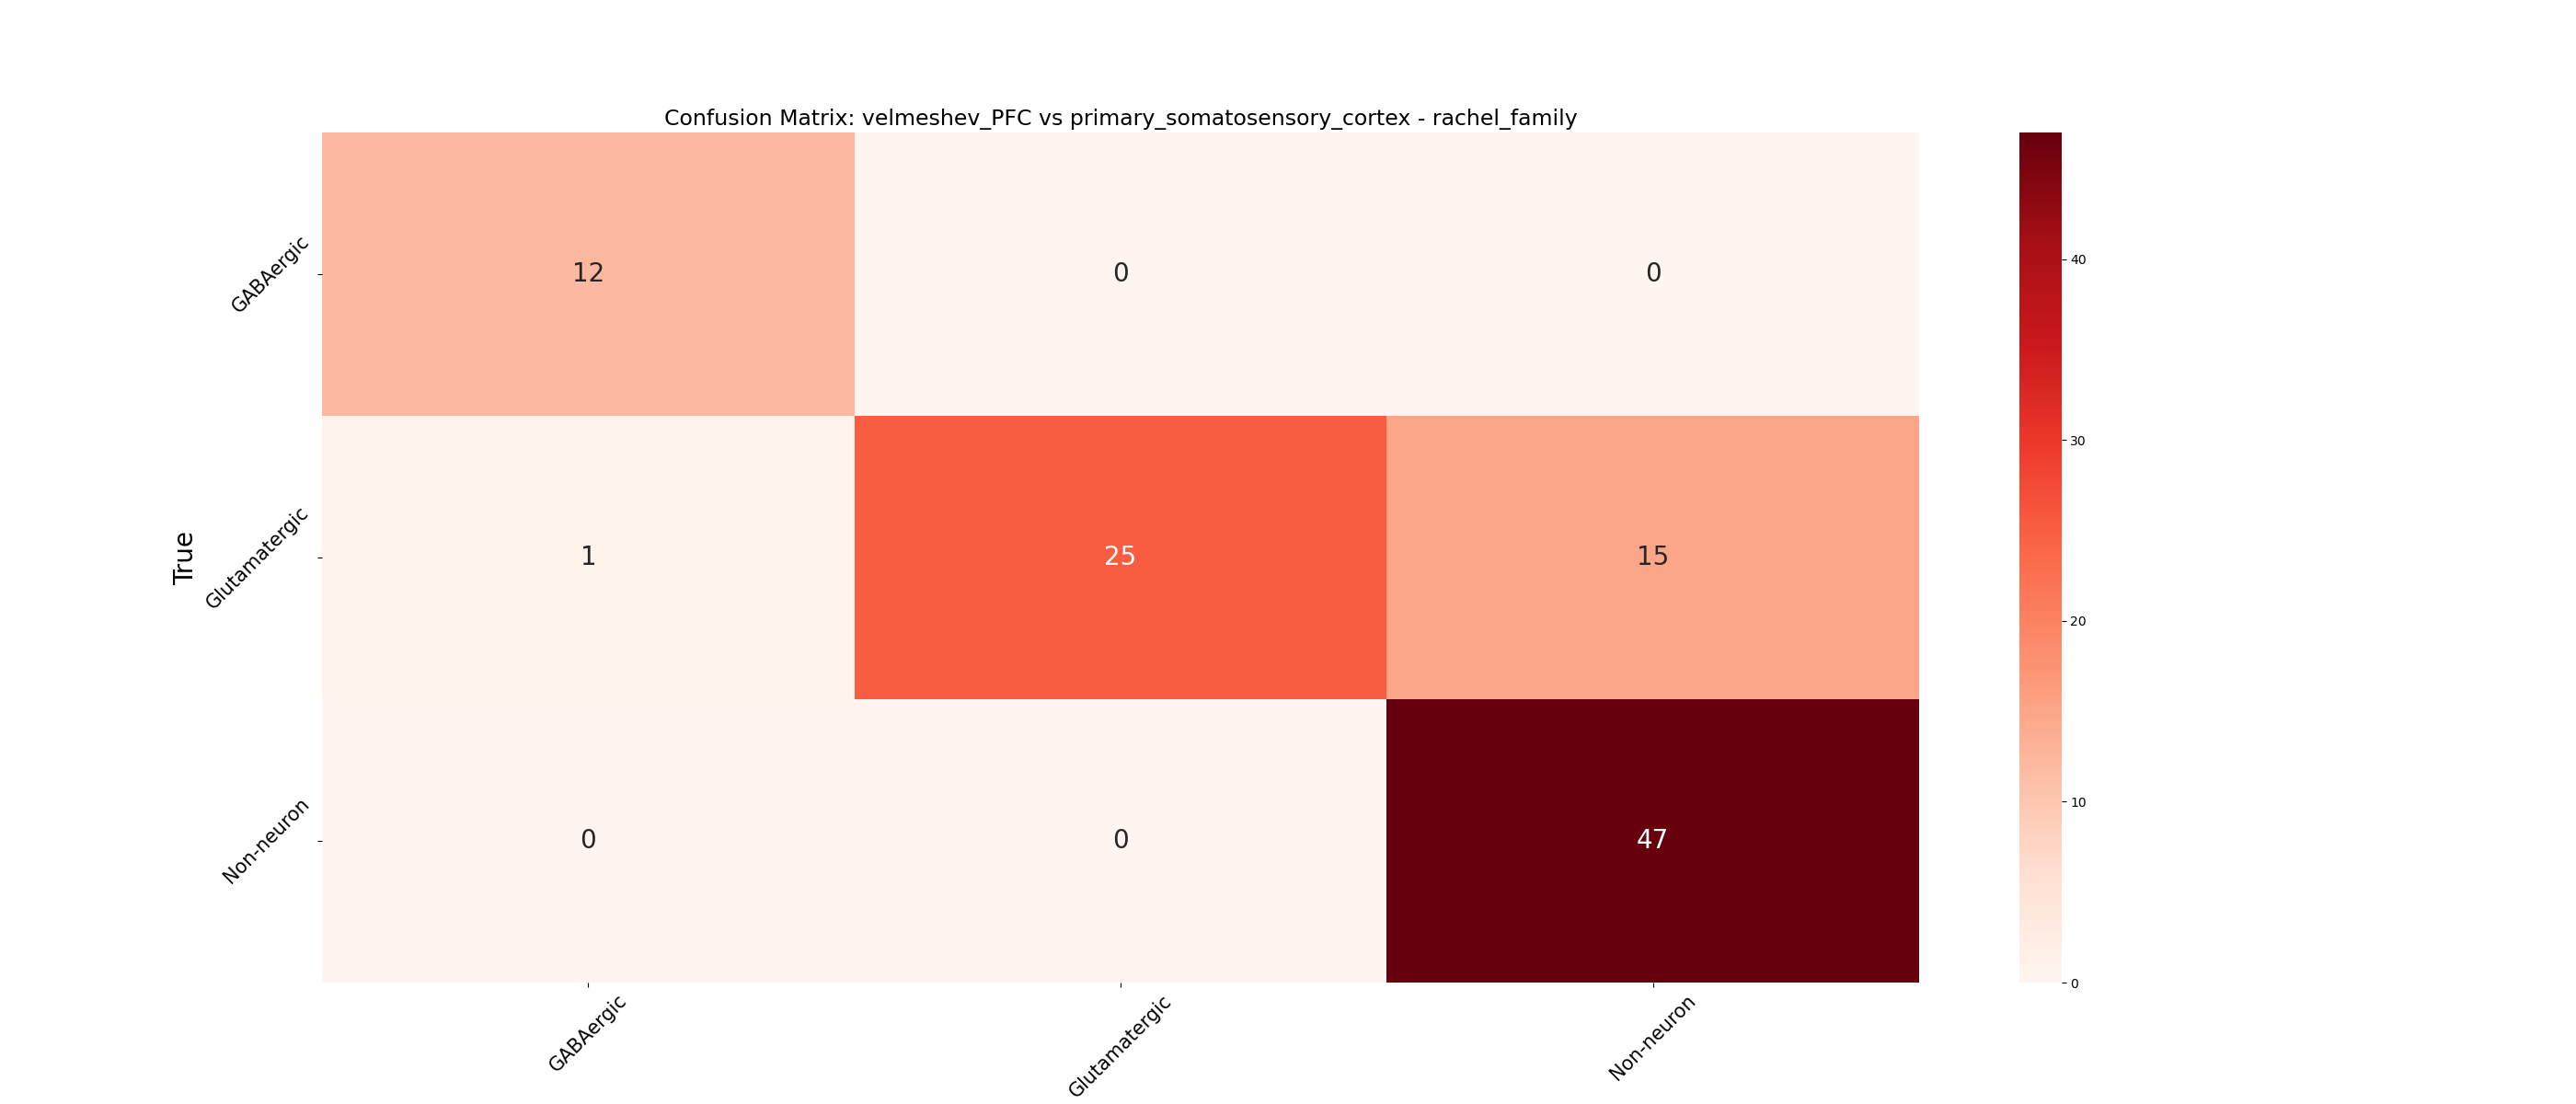 Confusion Matrix: velmeshev_PFC vs primary_somatosensory_cortex - rachel_family
True
GABAergic
12
0
0
Glutamatergic
1
25
15
Non-neuron
0
0
47
GABAergic
Glutamatergic
Non-neuron
40
30
20
10
0